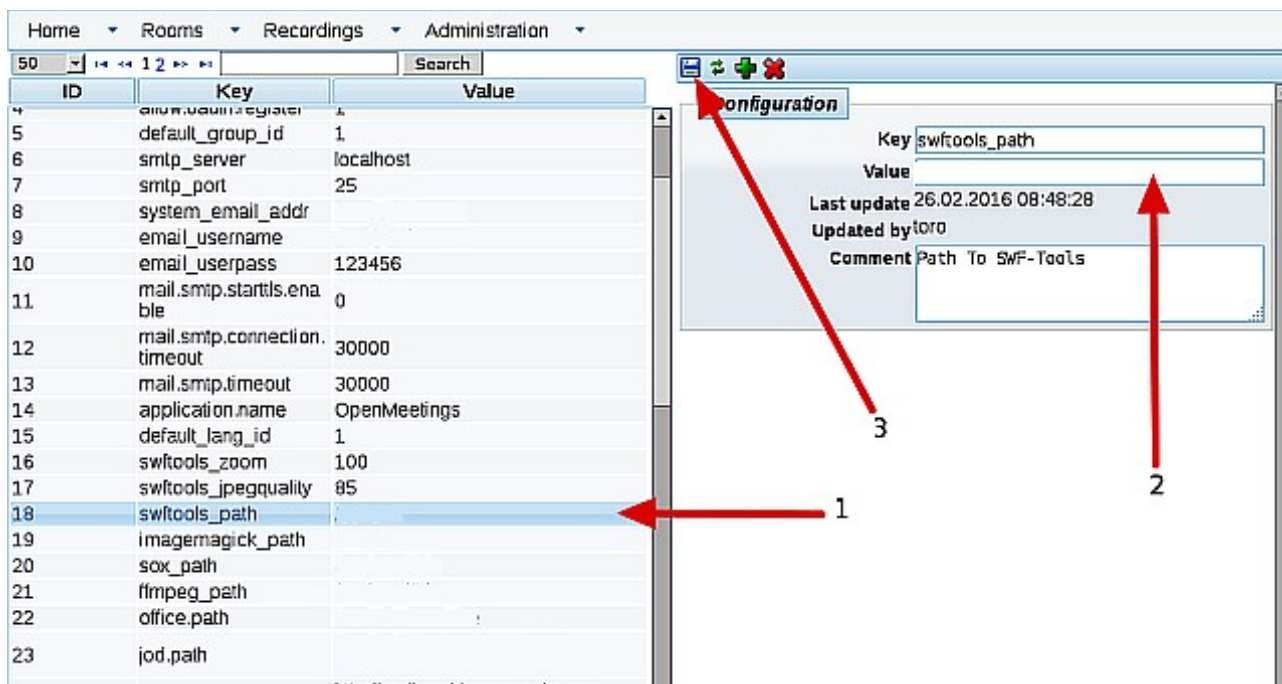 Home Rooms Recordings Administration
50 1 2 Search
ID Key Value
4 1
5 default_group_id 1
6 smtp_server localhost
7 smtp_port 25
8 system_email_addr
9 email_username
10 email_userpass 123456
11 mail.smtp.starttls.ena
ble 0
12 mail.smtp.connection.
timeout 30000
13 mail.smtp.timeout 30000
14 application.name OpenMeetings
15 default_lang_id 1
16 swftools_zoom 100
17 swftools_jpegquality 85
18 swftools_path
19 imagemagick_path
20 sox_path
21 ffmpeg_path
22 office.path
23 jod.path
Configuration
Key swftools_path
Value
Last update 26.02.2016 08:48:28
Updated by toro
Comment Path To SWF-Tools
3
2
1